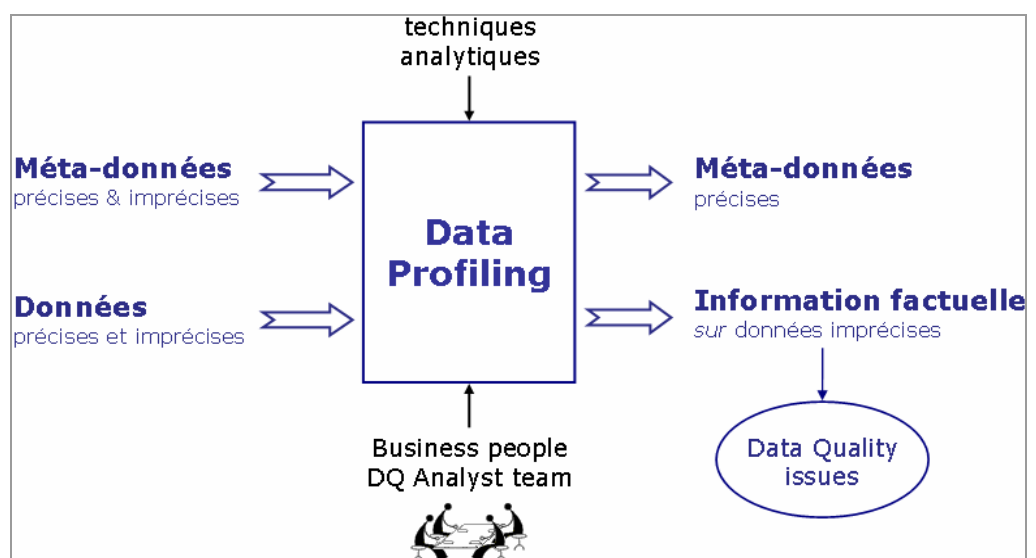 techniques
analytiques
Méta-données
précises & imprécises
Données
précises et imprécises
Data
Profiling
Méta-données
précises
Information factuelle
sur données imprécises
Business people
DQ Analyst team
Data Quality
issues